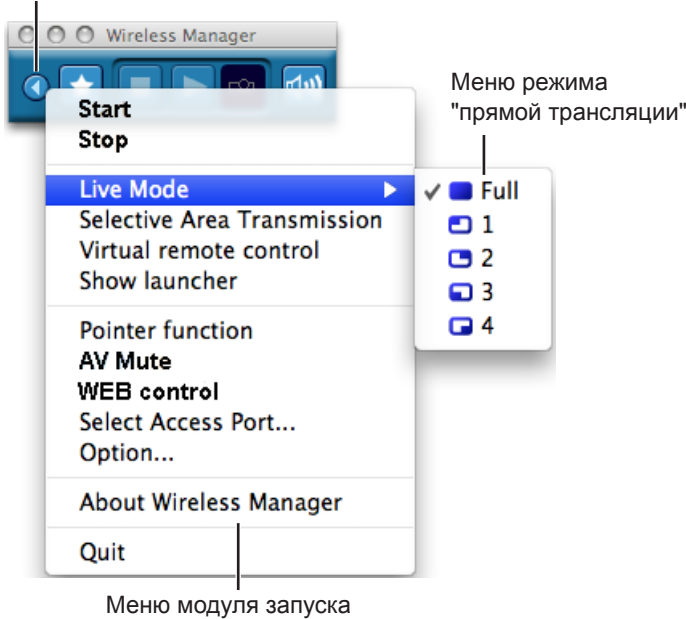 Wireless Manager
Меню режима
"прямой трансляции"
Start
Stop
Live Mode
Selective Area Transmission
Virtual remote control
Show launcher
Full
1
2
3
4
Pointer function
AV Mute
WEB control
Select Access Port...
Option...
About Wireless Manager
Quit
Меню модуля запуска